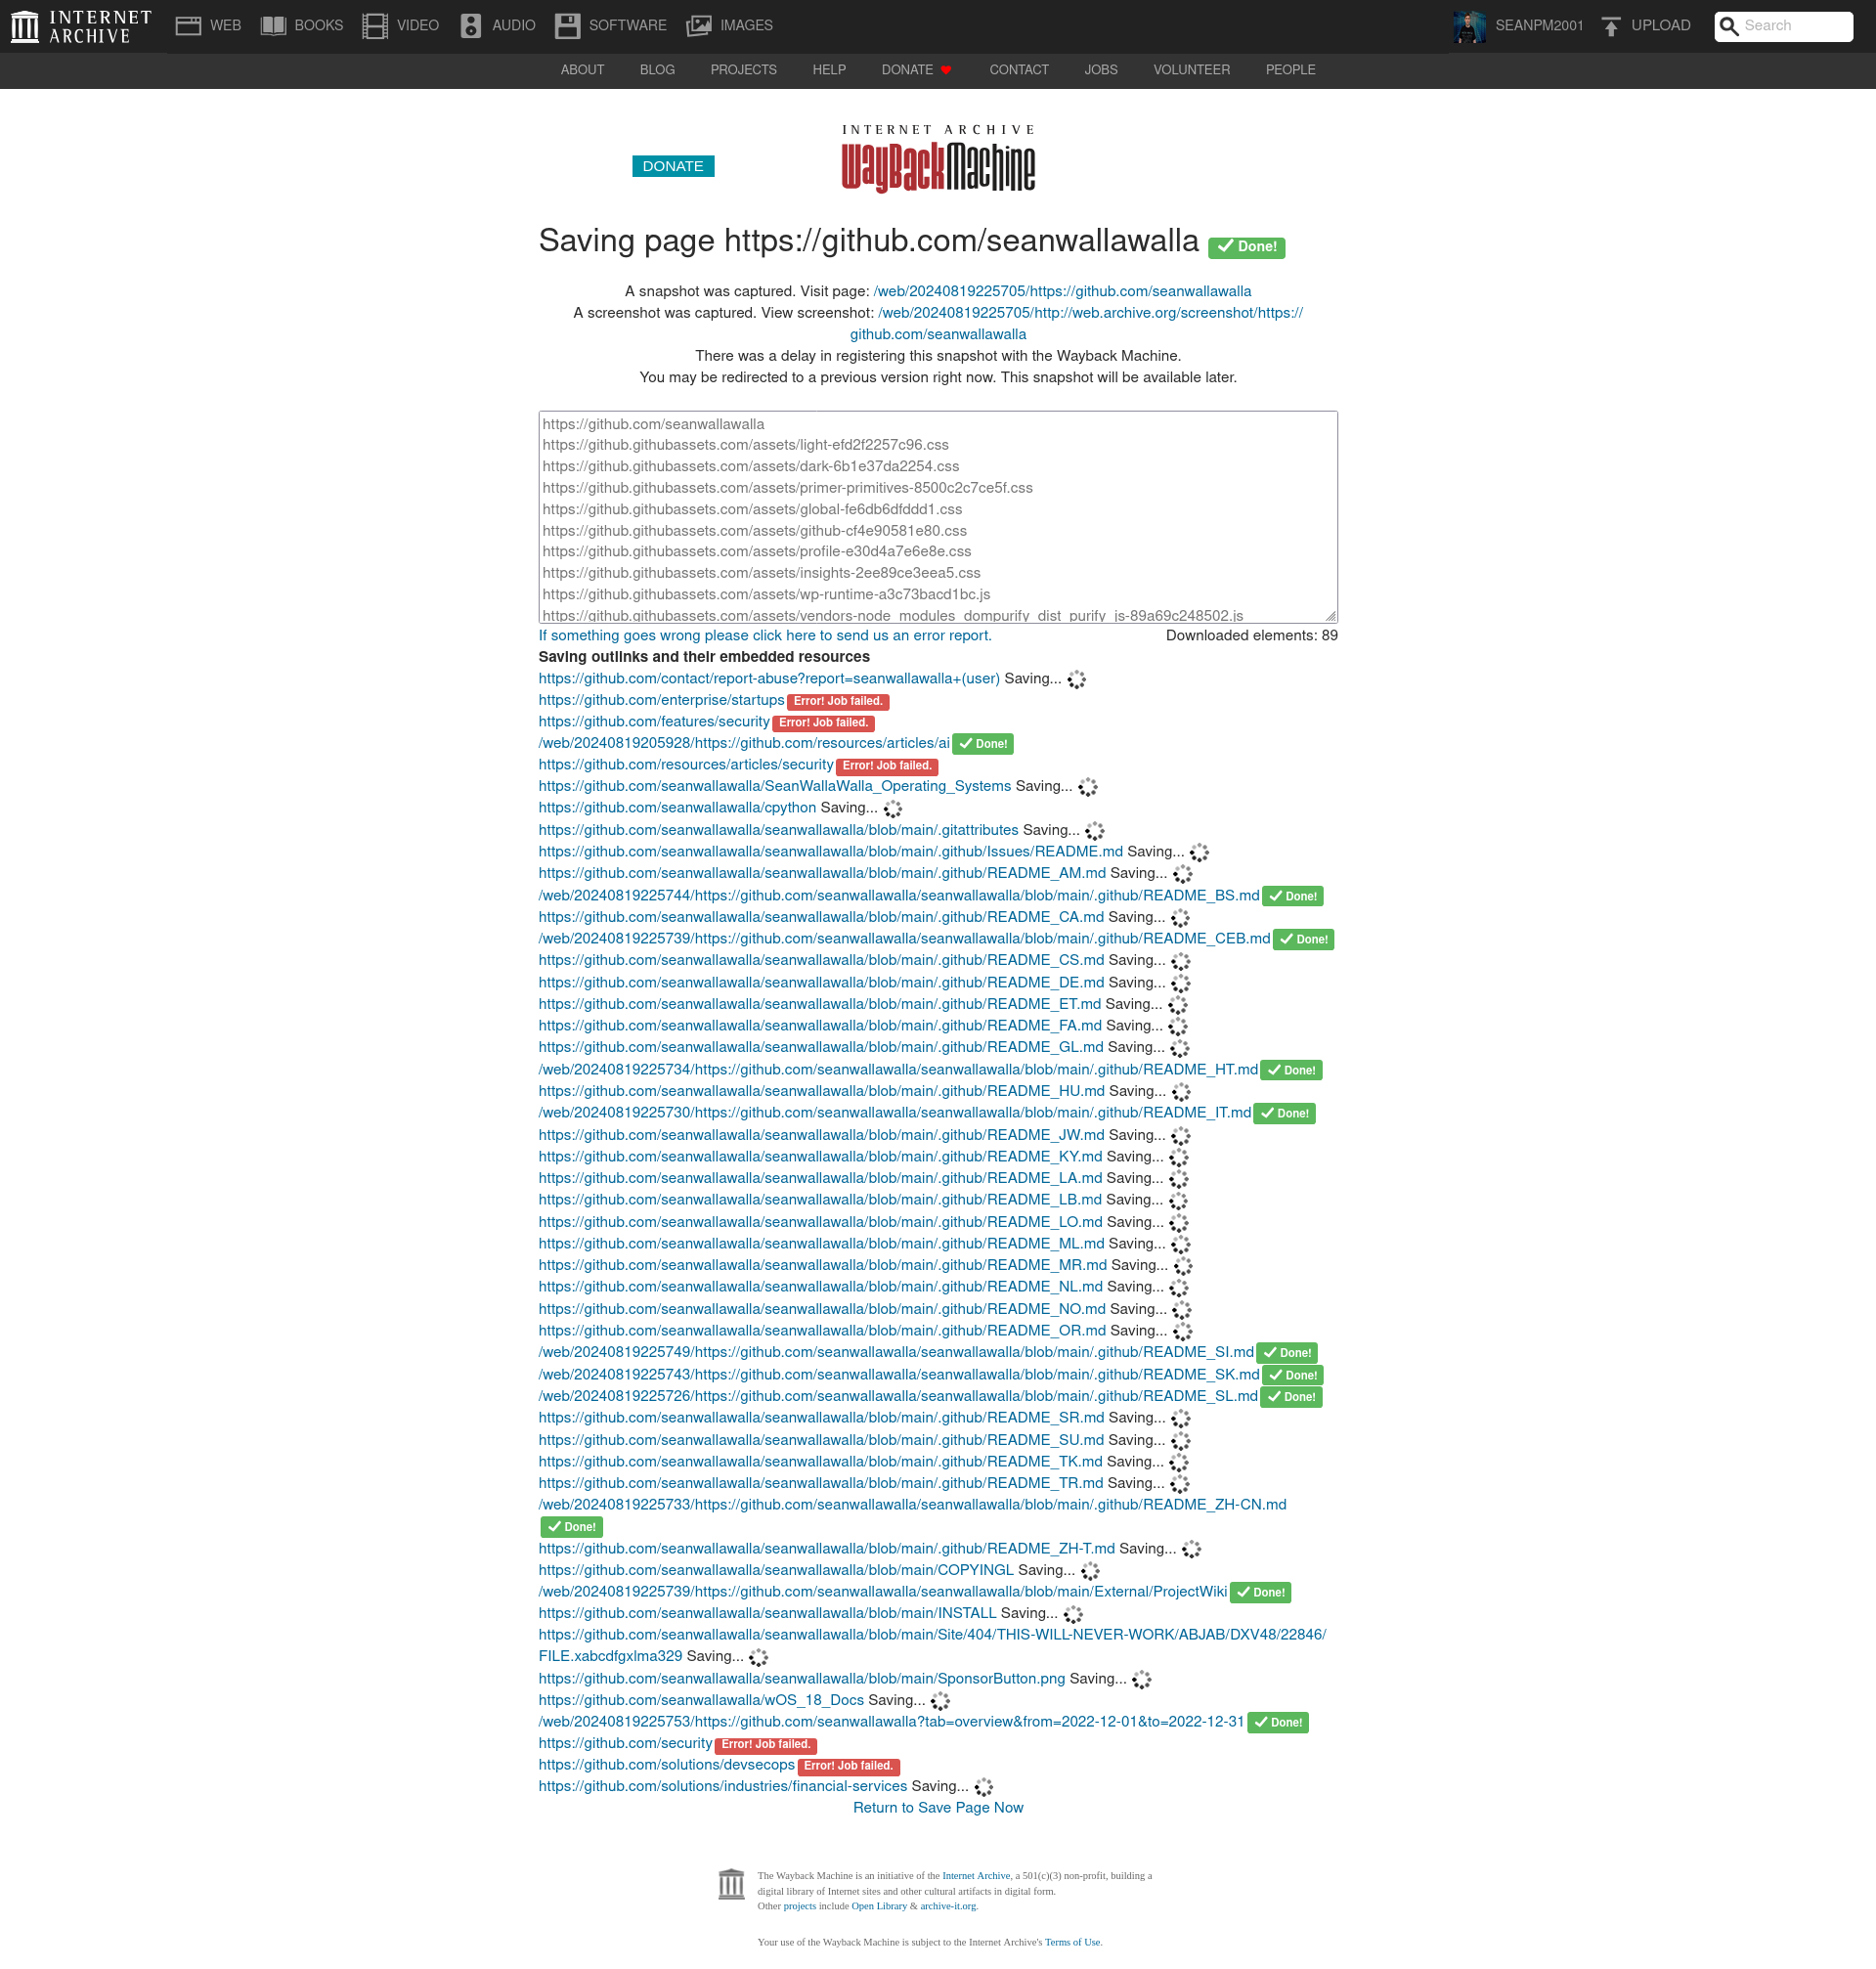 INTERNET ARCHIVE WEB BOOKS VIDEO AUDIO SOFTWARE IMAGES SEANPM2001 UPLOAD Search
ABOUT BLOG PROJECTS HELP DONATE CONTACT JOBS VOLUNTEER PEOPLE
INTERNET ARCHIVE
DONATE WayBackMachine
Saving page https://github.com/seanwallawalla Done!
A snapshot was captured. Visit page: /web/20240819225705/https://github.com/seanwallawalla
A screenshot was captured. View screenshot: /web/20240819225705/http://web.archive.org/screenshot/https://
github.com/seanwallawalla
There was a delay in registering this snapshot with the Wayback Machine.
You may be redirected to a previous version right now. This snapshot will be available later.
https://github.com/seanwallawalla
https://github.githubassets.com/assets/light-efd2f2257c96.css
https://github.githubassets.com/assets/dark-6b1e37da2254.css
https://github.githubassets.com/assets/primer-primitives-8500c2c7ce5f.css
https://github.githubassets.com/assets/global-fe6db6dfddd1.css
https://github.githubassets.com/assets/github-cf4e90581e80.css
https://github.githubassets.com/assets/profile-e30d4a7e6e8e.css
https://github.githubassets.com/assets/insights-2ee89ce3eea5.css
https://github.githubassets.com/assets/wp-runtime-a3c73bacd1bc.js
https://github.githubassets.com/assets/vendors-node_modules_dompurify_dist_purify_js-89a69c248502.js
If something goes wrong please click here to send us an error report. Downloaded elements: 89
Saving outlinks and their embedded resources
https://github.com/contact/report-abuse?report=seanwallawalla+(user) Saving...
https://github.com/enterprise/startups Error! Job failed.
https://github.com/features/security Error! Job failed.
/web/20240819205928/https://github.com/resources/articles/ai Done!
https://github.com/resources/articles/security Error! Job failed.
https://github.com/seanwallawalla/SeanWallaWalla_Operating_Systems Saving...
https://github.com/seanwallawalla/cpython Saving...
https://github.com/seanwallawalla/seanwallawalla/blob/main/.gitattributes Saving...
https://github.com/seanwallawalla/seanwallawalla/blob/main/.github/Issues/README.md Saving...
https://github.com/seanwallawalla/seanwallawalla/blob/main/.github/README_AM.md Saving...
/web/20240819225744/https://github.com/seanwallawalla/seanwallawalla/blob/main/.github/README_BS.md Done!
https://github.com/seanwallawalla/seanwallawalla/blob/main/.github/README_CA.md Saving...
/web/20240819225739/https://github.com/seanwallawalla/seanwallawalla/blob/main/.github/README_CEB.md Done!
https://github.com/seanwallawalla/seanwallawalla/blob/main/.github/README_CS.md Saving...
https://github.com/seanwallawalla/seanwallawalla/blob/main/.github/README_DE.md Saving...
https://github.com/seanwallawalla/seanwallawalla/blob/main/.github/README_ET.md Saving...
https://github.com/seanwallawalla/seanwallawalla/blob/main/.github/README_FA.md Saving...
https://github.com/seanwallawalla/seanwallawalla/blob/main/.github/README_GL.md Saving...
/web/20240819225734/https://github.com/seanwallawalla/seanwallawalla/blob/main/.github/README_HT.md Done!
https://github.com/seanwallawalla/seanwallawalla/blob/main/.github/README_HU.md Saving...
/web/20240819225730/https://github.com/seanwallawalla/seanwallawalla/blob/main/.github/README_IT.md Done!
https://github.com/seanwallawalla/seanwallawalla/blob/main/.github/README_JW.md Saving...
https://github.com/seanwallawalla/seanwallawalla/blob/main/.github/README_KY.md Saving...
https://github.com/seanwallawalla/seanwallawalla/blob/main/.github/README_LA.md Saving...
https://github.com/seanwallawalla/seanwallawalla/blob/main/.github/README_LB.md Saving...
https://github.com/seanwallawalla/seanwallawalla/blob/main/.github/README_LO.md Saving...
https://github.com/seanwallawalla/seanwallawalla/blob/main/.github/README_ML.md Saving...
https://github.com/seanwallawalla/seanwallawalla/blob/main/.github/README_MR.md Saving...
https://github.com/seanwallawalla/seanwallawalla/blob/main/.github/README_NL.md Saving...
https://github.com/seanwallawalla/seanwallawalla/blob/main/.github/README_NO.md Saving...
https://github.com/seanwallawalla/seanwallawalla/blob/main/.github/README_OR.md Saving...
/web/20240819225749/https://github.com/seanwallawalla/seanwallawalla/blob/main/.github/README_SI.md Done!
/web/20240819225743/https://github.com/seanwallawalla/seanwallawalla/blob/main/.github/README_SK.md Done!
/web/20240819225726/https://github.com/seanwallawalla/seanwallawalla/blob/main/.github/README_SL.md Done!
https://github.com/seanwallawalla/seanwallawalla/blob/main/.github/README_SR.md Saving...
https://github.com/seanwallawalla/seanwallawalla/blob/main/.github/README_SU.md Saving...
https://github.com/seanwallawalla/seanwallawalla/blob/main/.github/README_TK.md Saving...
https://github.com/seanwallawalla/seanwallawalla/blob/main/.github/README_TR.md Saving...
/web/20240819225733/https://github.com/seanwallawalla/seanwallawalla/blob/main/.github/README_ZH-CN.md
Done!
https://github.com/seanwallawalla/seanwallawalla/blob/main/.github/README_ZH-T.md Saving...
https://github.com/seanwallawalla/seanwallawalla/blob/main/COPYINGL Saving...
/web/20240819225739/https://github.com/seanwallawalla/seanwallawalla/blob/main/External/ProjectWiki Done!
https://github.com/seanwallawalla/seanwallawalla/blob/main/INSTALL Saving...
https://github.com/seanwallawalla/seanwallawalla/blob/main/Site/404/THIS-WILL-NEVER-WORK/ABJAB/DXV48/22846/
FILE.xabcdfgxlma329 Saving...
https://github.com/seanwallawalla/seanwallawalla/blob/main/SponsorButton.png Saving...
https://github.com/seanwallawalla/wOS_18_Docs Saving...
/web/20240819225753/https://github.com/seanwallawalla?tab=overview&from=2022-12-01&to=2022-12-31 Done!
https://github.com/security Error! Job failed.
https://github.com/solutions/devsecops Error! Job failed.
https://github.com/solutions/industries/financial-services Saving...
Return to Save Page Now
The Wayback Machine is an initiative of the Internet Archive, a 501(c)(3) non-profit, building a
digital library of Internet sites and other cultural artifacts in digital form.
Other projects include Open Library & archive-it.org.
Your use of the Wayback Machine is subject to the Internet Archive's Terms of Use.